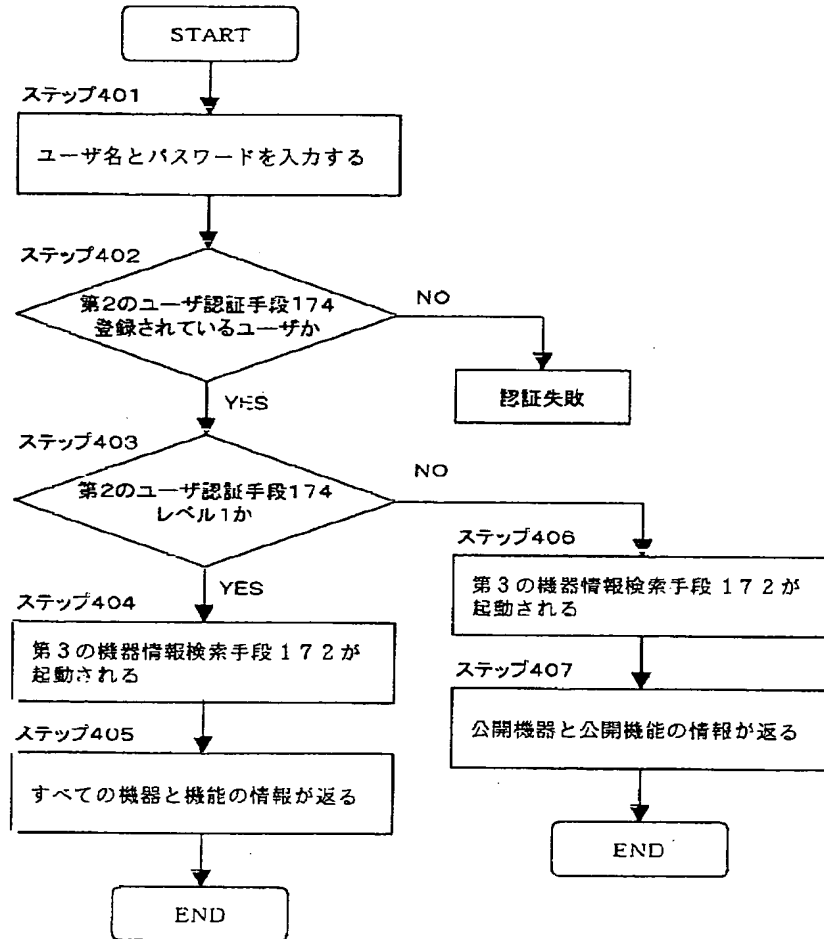 START
ステップ401
ユーザ名とパスワードを入力する
ステップ402
第2のユーザ認証手段174
登録されているユーザか
NO
認証失敗
YES
ステップ403
第2のユーザ認証手段174
レベル1か
NO
YES
ステップ404
第3の機器情報検索手段172が
起動される
ステップ405
すべての機器と機能の情報が返る
END
ステップ406
第3の機器情報検索手段172が
起動される
ステップ407
公開機器と公開機能の情報が返る
END